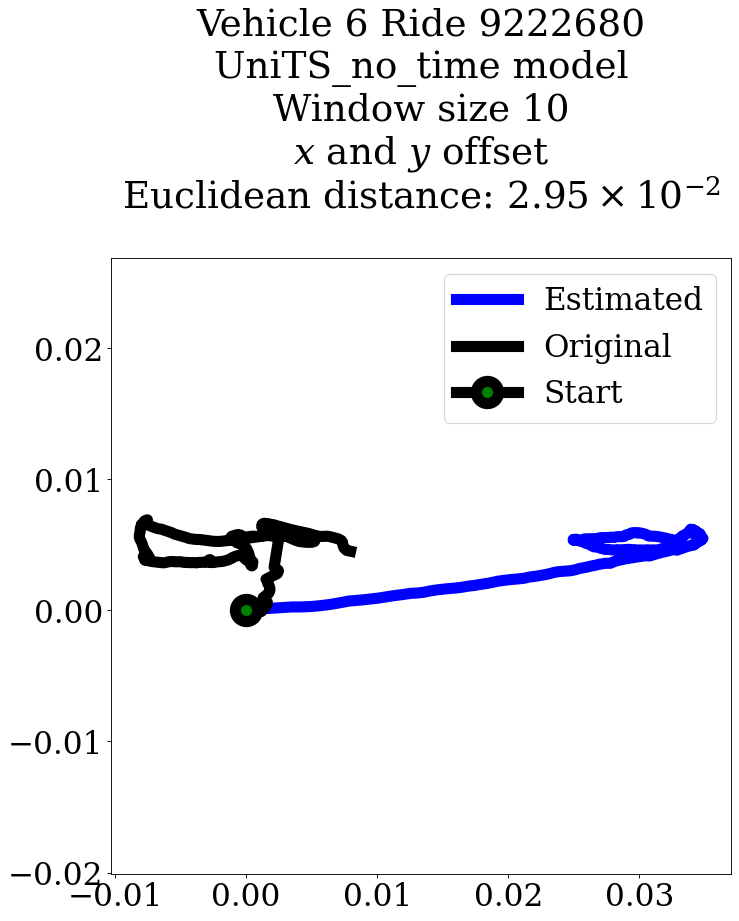 Vehicle 6 Ride 9222680
UniTS_no_time model
Window size 10
x and y offset
Euclidean distance: 2.95 × 10⁻²
Estimated
Original
Start
0.02
0.01
0.00
−0.01
−0.02
−0.01 0.00 0.01 0.02 0.03